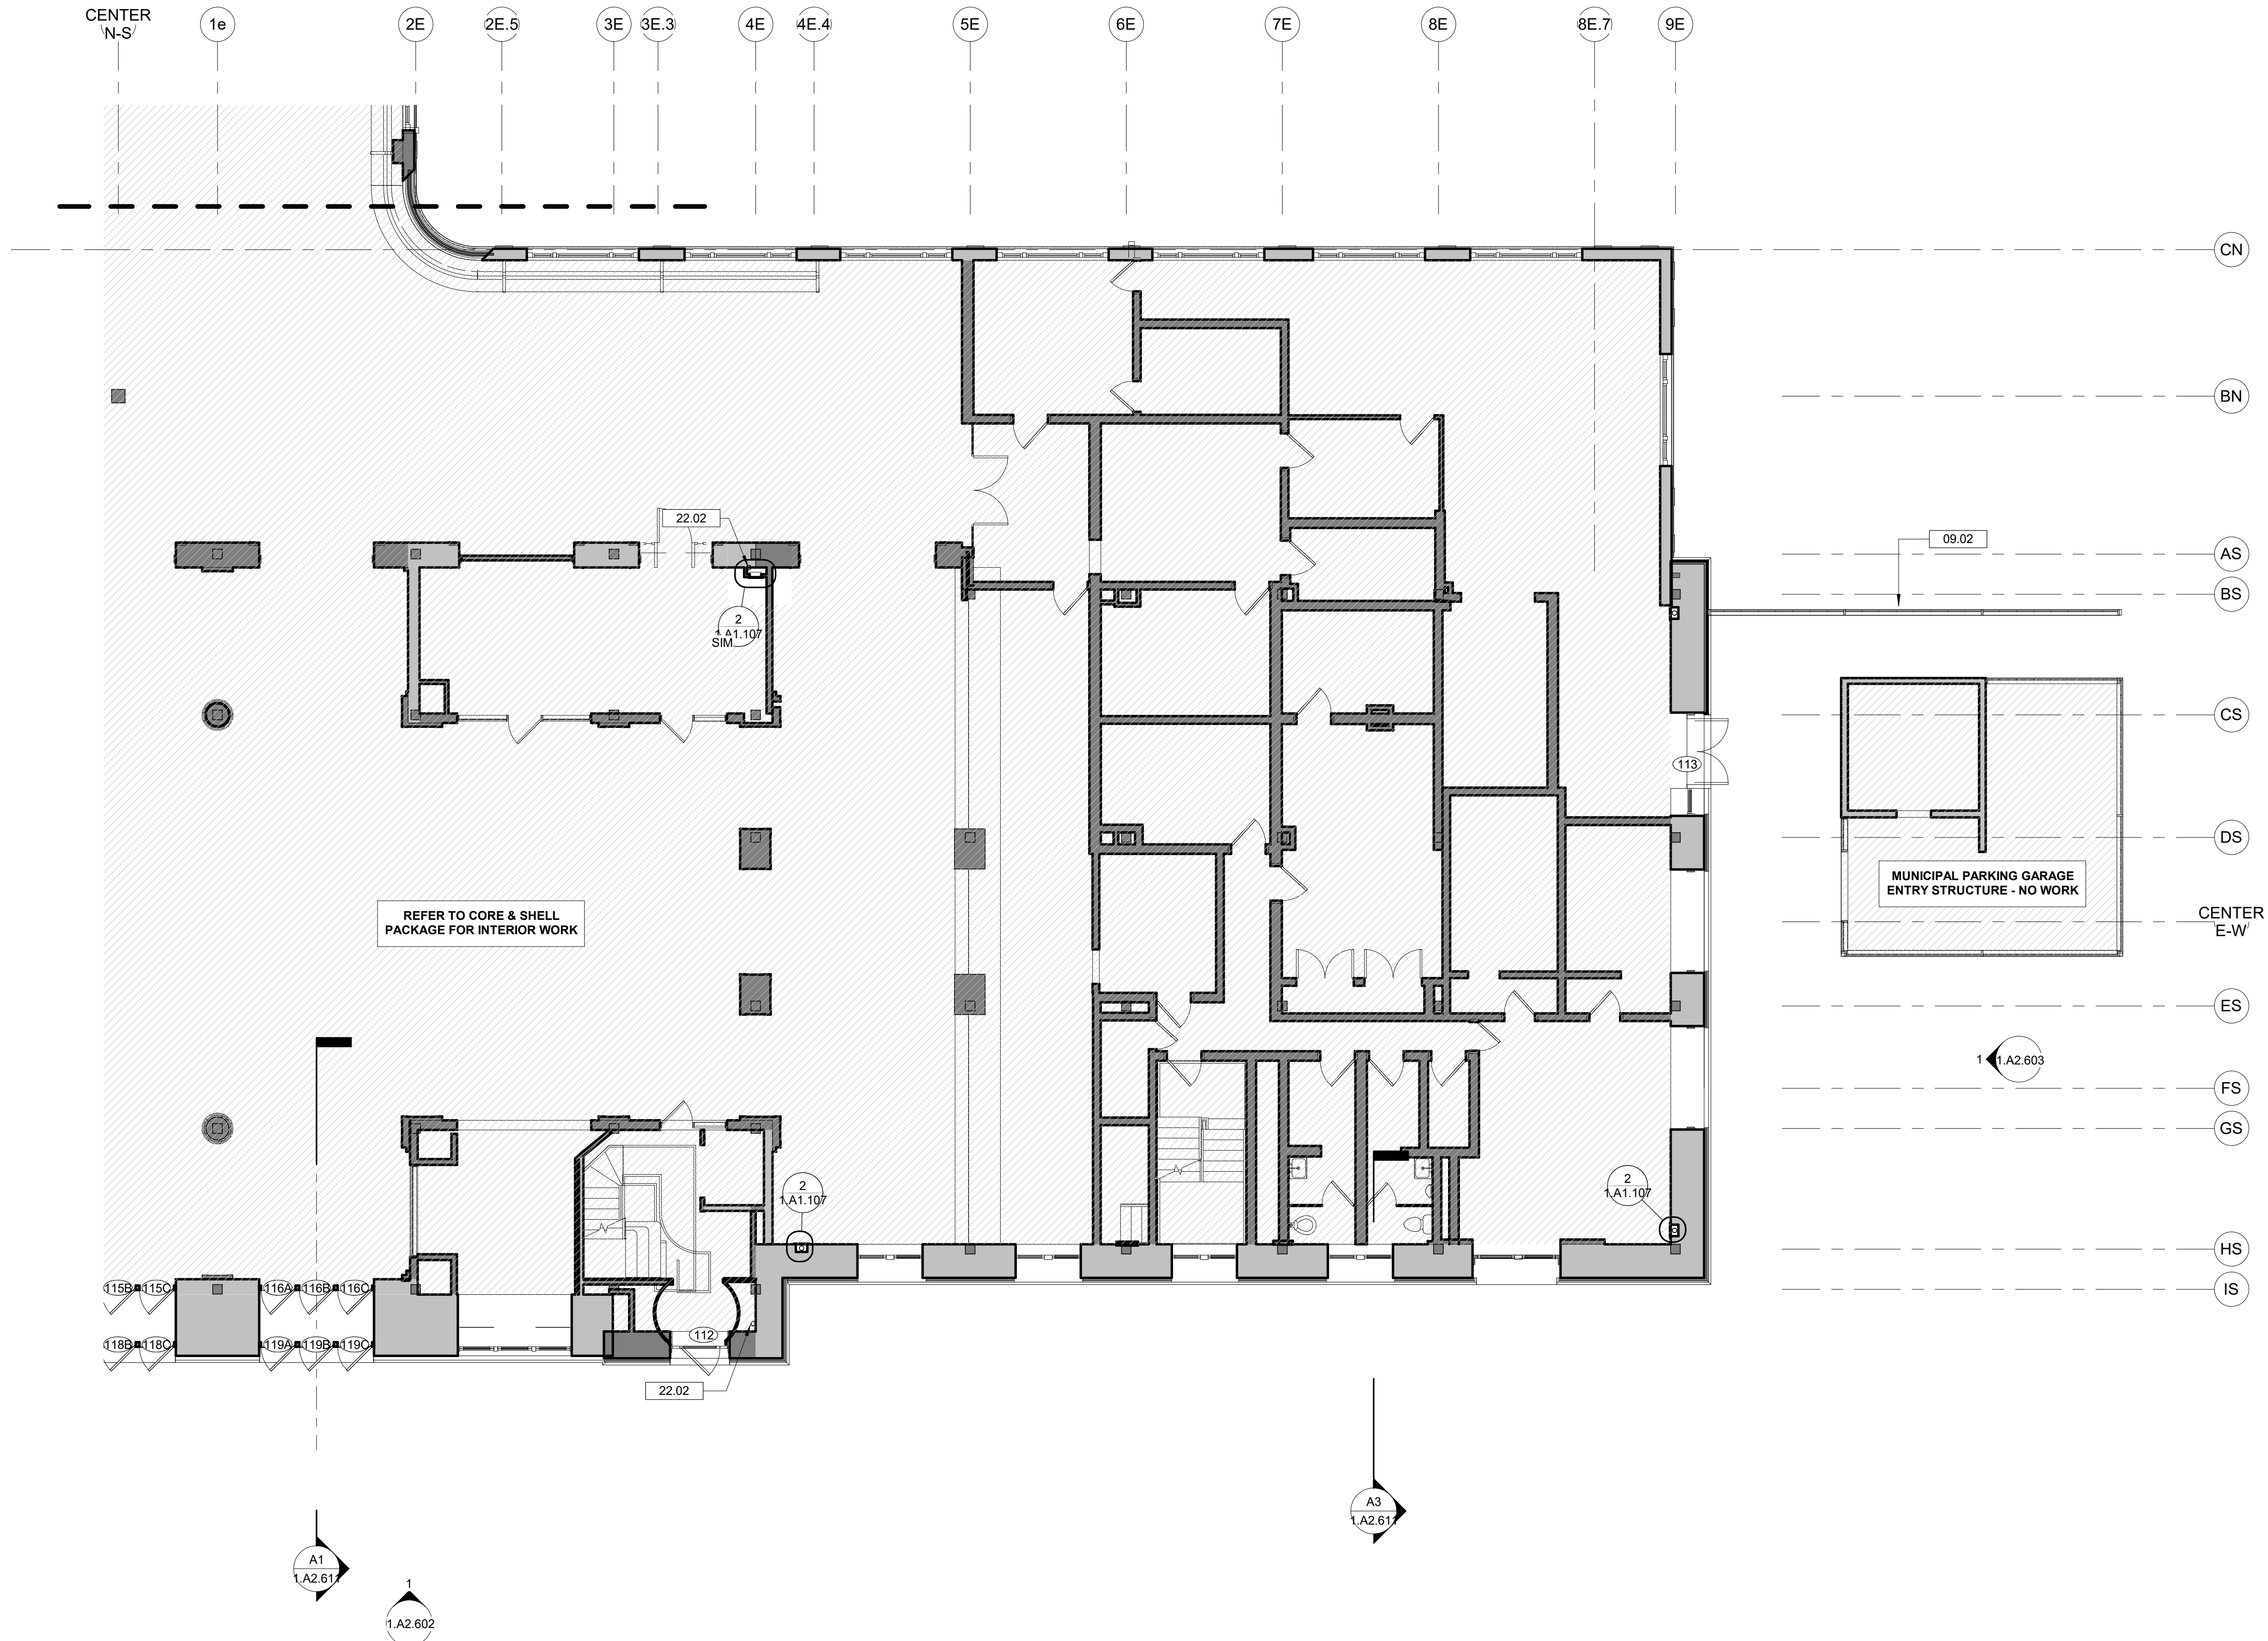 CENTER
N-S
1e
2E
2E.5
3E
3E.3
4E
4E.4
5E
6E
7E
8E
8E.7
9E
CN
BN
22.02
09.02
AS
BS
2
1.A1.107
SIM
CS
113
DS
MUNICIPAL PARKING GARAGE
ENTRY STRUCTURE - NO WORK
REFER TO CORE & SHELL
PACKAGE FOR INTERIOR WORK
CENTER
E-W
ES
1
1.A2.603
FS
GS
2
1.A1.107
2
1.A1.107
HS
115B
115C
116A
116B
116C
IS
112
118B
118C
119A
119B
119C
22.02
A3
1.A2.611
A1
1.A2.611
1
1.A2.602